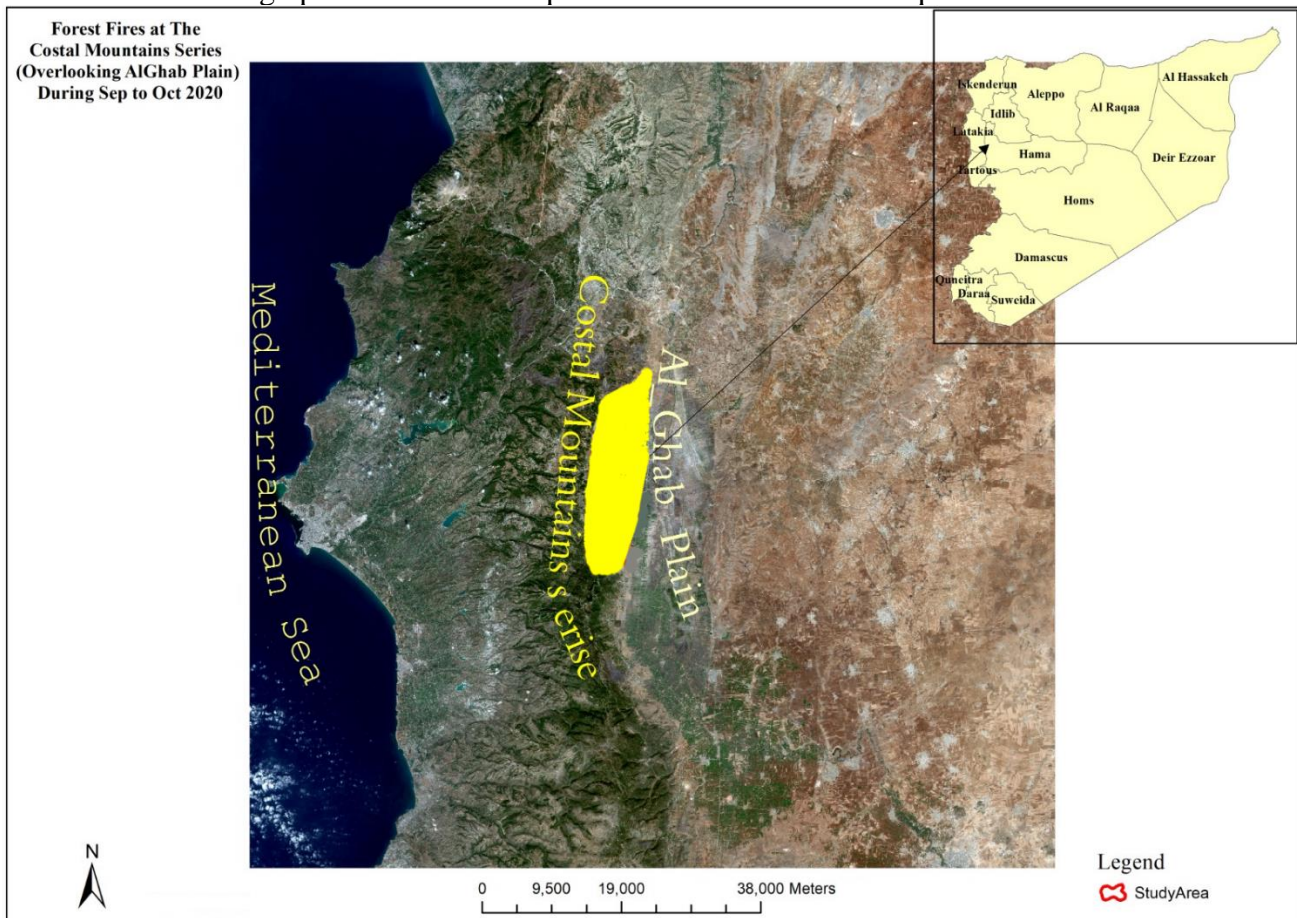 Forest Fires at The
Costal Mountains Series
(Overlooking AlGhab Plain)
During Sep to Oct 2020
Iskenderun
Aleppo
Al Hassakeh
Idlib
Al Raqaa
Latakia
Hama
Deir Ezzoar
Tartous
Homs
Damascus
Quneitra
Daraa
Suweida
Mediterranean Sea
Costal Mountains s erise
Al Ghab Plain
N
0 9,500 19,000 38,000 Meters
Legend
StudyArea